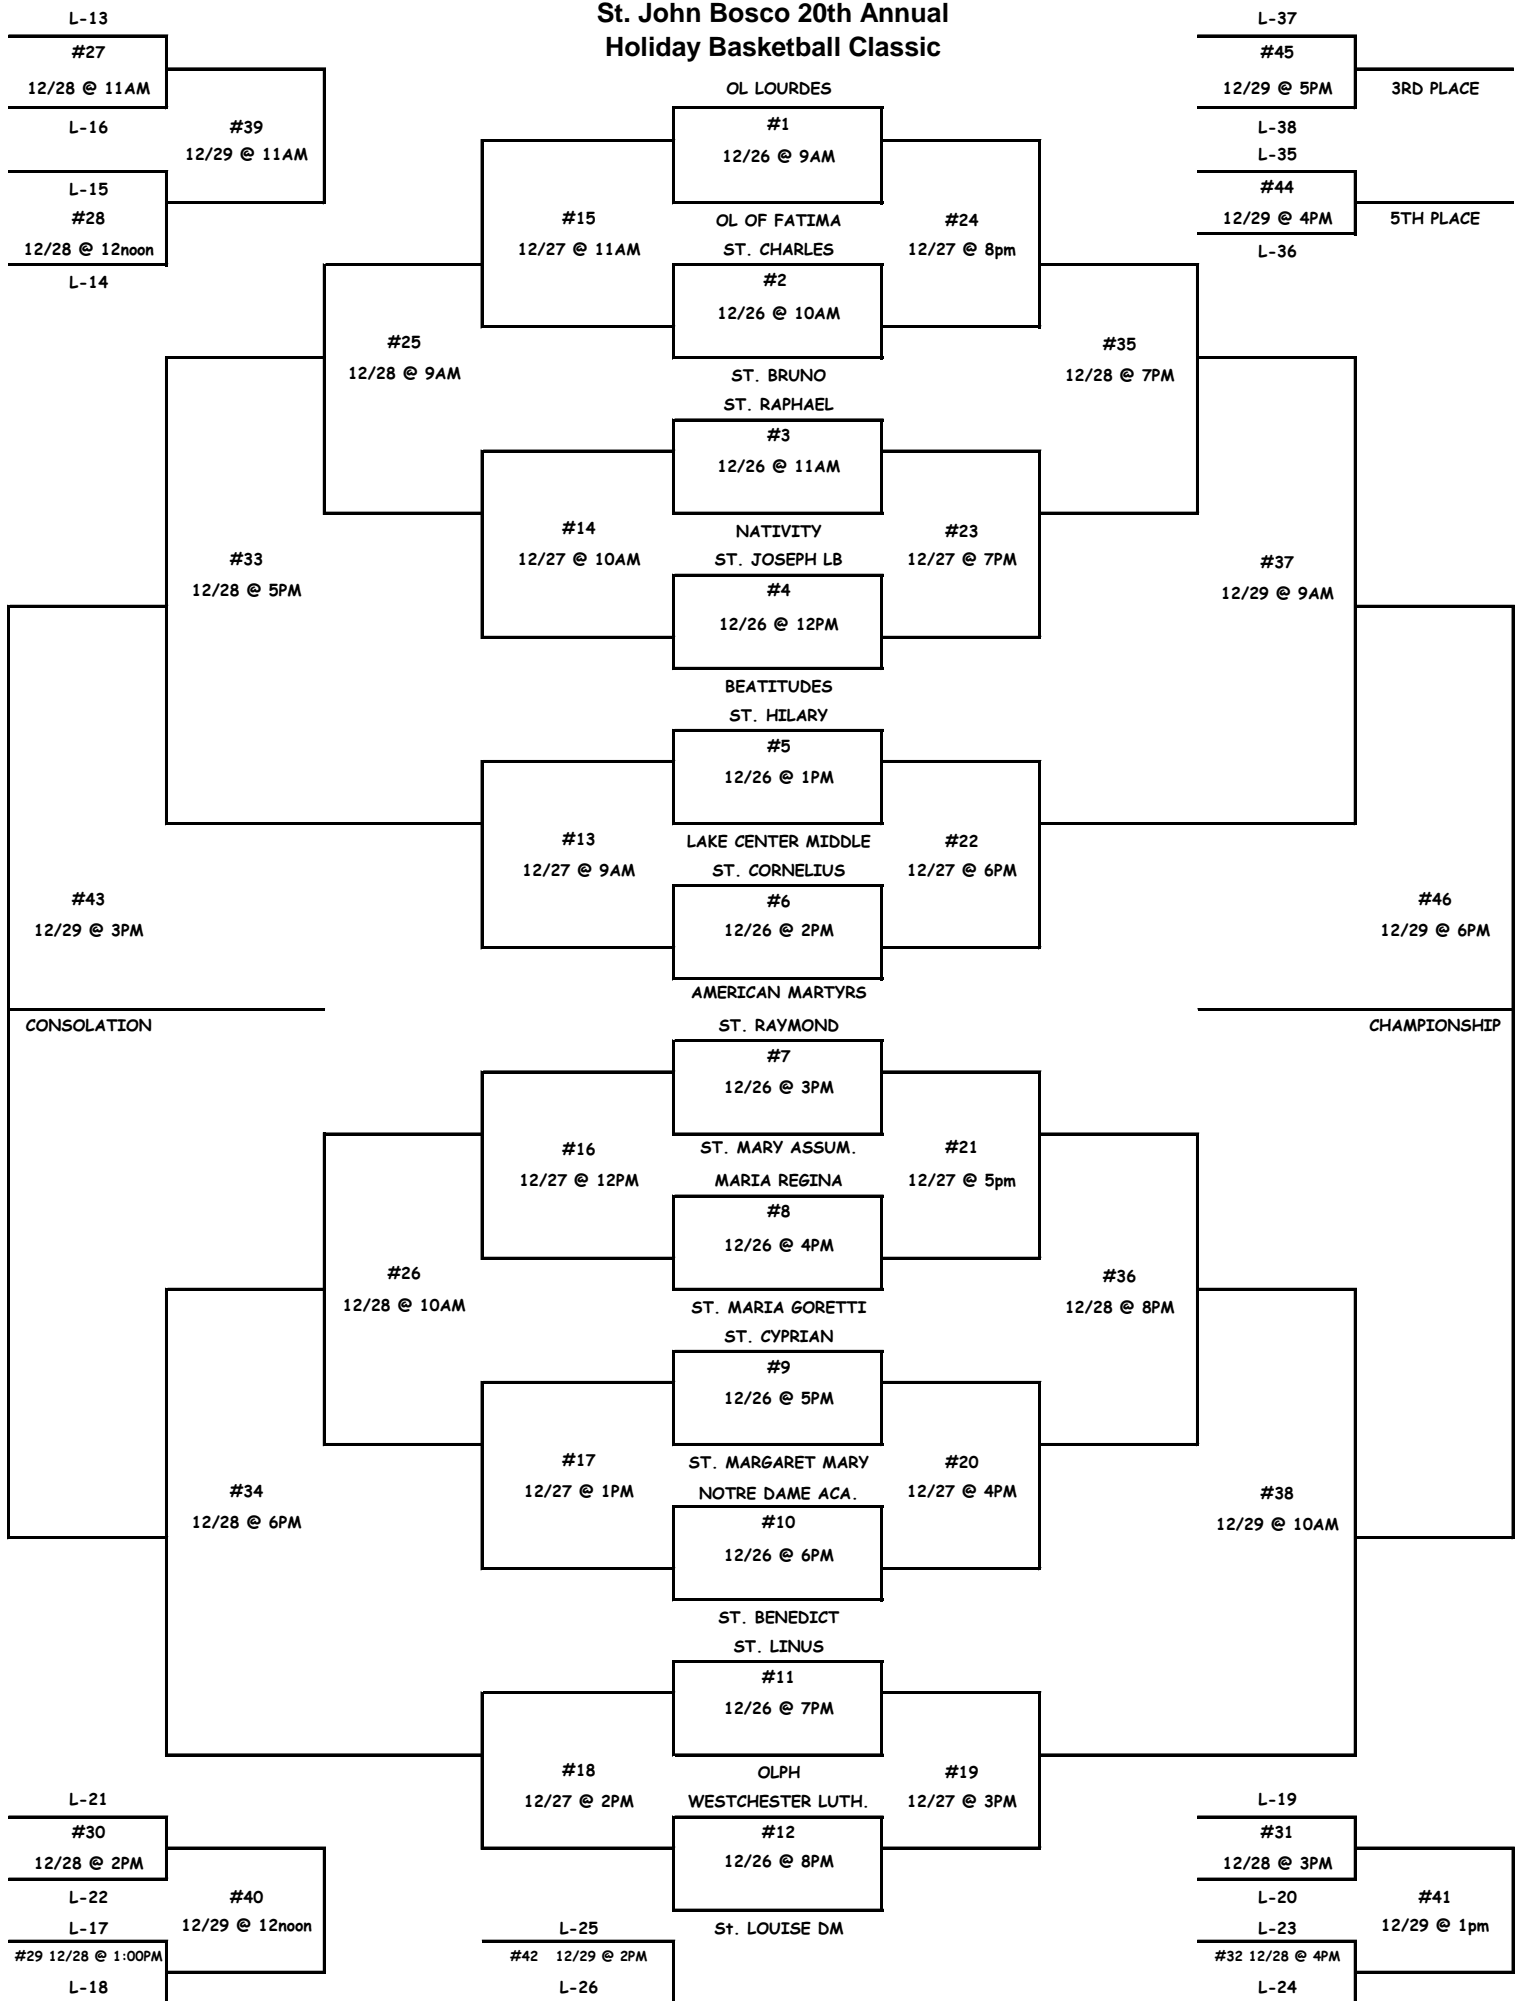 St. John Bosco 20th Annual
Holiday Basketball Classic
L-13
#27
12/28 @ 11AM
L-16
#39
12/29 @ 11AM
L-15
#28
12/28 @ 12noon
L-14
L-37
#45
12/29 @ 5PM
3RD PLACE
L-38
L-35
#44
12/29 @ 4PM
5TH PLACE
L-36
OL LOURDES
#1
12/26 @ 9AM
OL OF FATIMA
#15
12/27 @ 11AM
#24
12/27 @ 8pm
ST. CHARLES
#2
12/26 @ 10AM
ST. BRUNO
#25
12/28 @ 9AM
#35
12/28 @ 7PM
ST. RAPHAEL
#3
12/26 @ 11AM
NATIVITY
#14
12/27 @ 10AM
#23
12/27 @ 7PM
ST. JOSEPH LB
#4
12/26 @ 12PM
BEATITUDES
#33
12/28 @ 5PM
#37
12/29 @ 9AM
ST. HILARY
#5
12/26 @ 1PM
LAKE CENTER MIDDLE
#13
12/27 @ 9AM
#22
12/27 @ 6PM
ST. CORNELIUS
#6
12/26 @ 2PM
AMERICAN MARTYRS
#43
12/29 @ 3PM
#46
12/29 @ 6PM
CONSOLATION
CHAMPIONSHIP
ST. RAYMOND
#7
12/26 @ 3PM
ST. MARY ASSUM.
#16
12/27 @ 12PM
#21
12/27 @ 5pm
MARIA REGINA
#8
12/26 @ 4PM
ST. MARIA GORETTI
#26
12/28 @ 10AM
#36
12/28 @ 8PM
ST. CYPRIAN
#9
12/26 @ 5PM
ST. MARGARET MARY
#17
12/27 @ 1PM
#20
12/27 @ 4PM
NOTRE DAME ACA.
#10
12/26 @ 6PM
ST. BENEDICT
#34
12/28 @ 6PM
#38
12/29 @ 10AM
ST. LINUS
#11
12/26 @ 7PM
OLPH
#18
12/27 @ 2PM
#19
12/27 @ 3PM
WESTCHESTER LUTH.
#12
12/26 @ 8PM
St. LOUISE DM
L-21
#30
12/28 @ 2PM
L-22
#40
12/29 @ 12noon
L-17
#29 12/28 @ 1:00PM
L-18
L-25
#42 12/29 @ 2PM
L-26
L-19
#31
12/28 @ 3PM
L-20
#41
12/29 @ 1pm
L-23
#32 12/28 @ 4PM
L-24